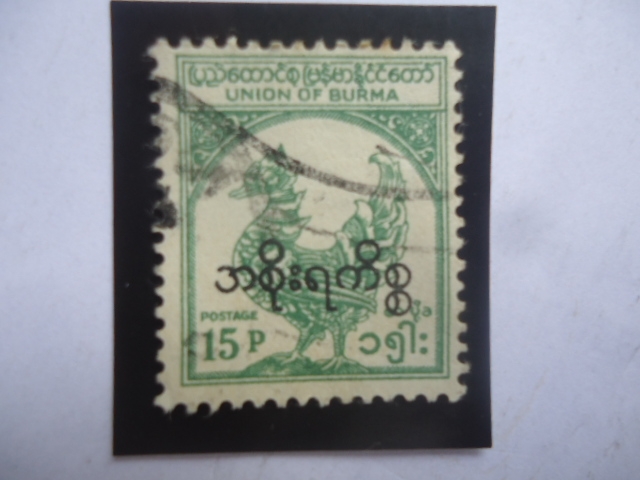 ပြည်ထောင်စုမြန်မာနိုင်ငံတော်
UNION OF BURMA
အစိုးရကိစ္စ
POSTAGE
15 P
၁၅ါး